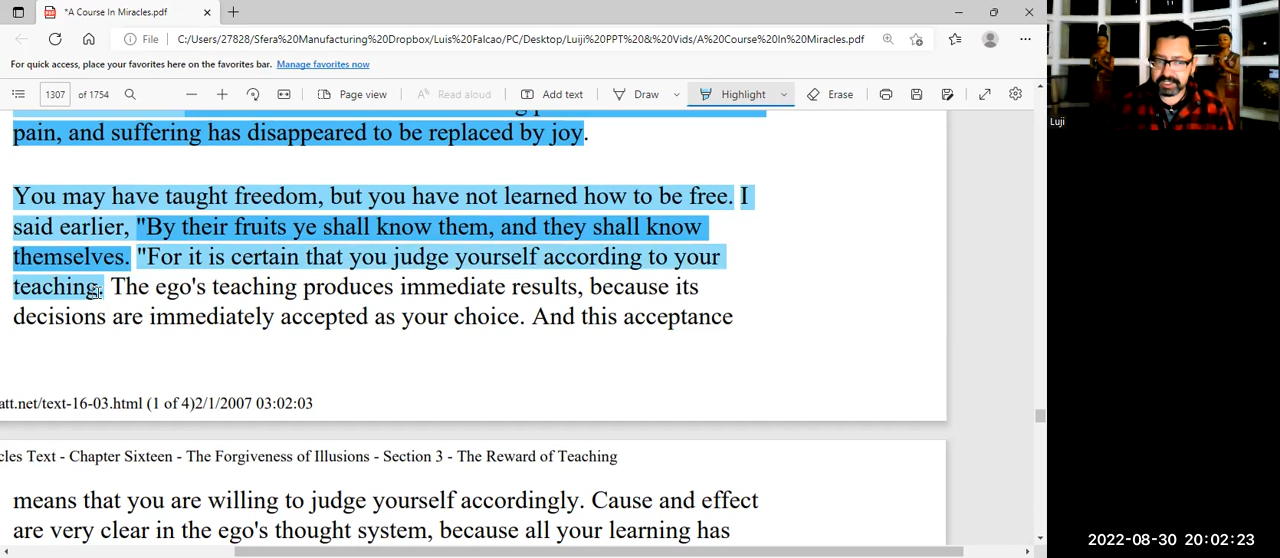 *A Course In Miracles.pdf
File
C:/Users/27828/Sfera%20Manufacturing%20Dropbox/Luis%20Falcao/PC/Desktop/Luiji%20PPT%20&%20Vids/A%20Course%20In%20Miracles.pdf
For quick access, place your favorites here on the favorites bar. Manage favorites now
1307 of 1754 Page view Read aloud Add text Draw Highlight Erase
pain, and suffering has disappeared to be replaced by joy.
You may have taught freedom, but you have not learned how to be free. I
said earlier, "By their fruits ye shall know them, and they shall know
themselves. "For it is certain that you judge yourself according to your
teaching. The ego's teaching produces immediate results, because its
decisions are immediately accepted as your choice. And this acceptance
att.net/text-16-03.html (1 of 4)2/1/2007 03:02:03
cles Text - Chapter Sixteen - The Forgiveness of Illusions - Section 3 - The Reward of Teaching
means that you are willing to judge yourself accordingly. Cause and effect
are very clear in the ego's thought system, because all your learning has
Luji
2022-08-30 20:02:23